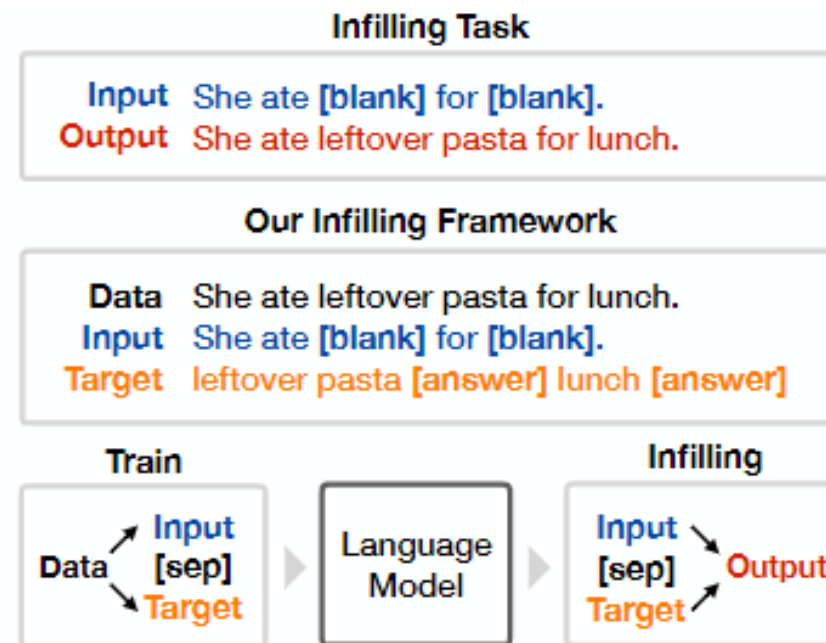 Infilling Task
Input She ate [blank] for [blank].
Output She ate leftover pasta for lunch.
Our Infilling Framework
Data She ate leftover pasta for lunch.
Input She ate [blank] for [blank].
Target leftover pasta [answer] lunch [answer]
Train
Data
Input
[sep]
Target
Language
Model
Infilling
Input
[sep]
Target
Output